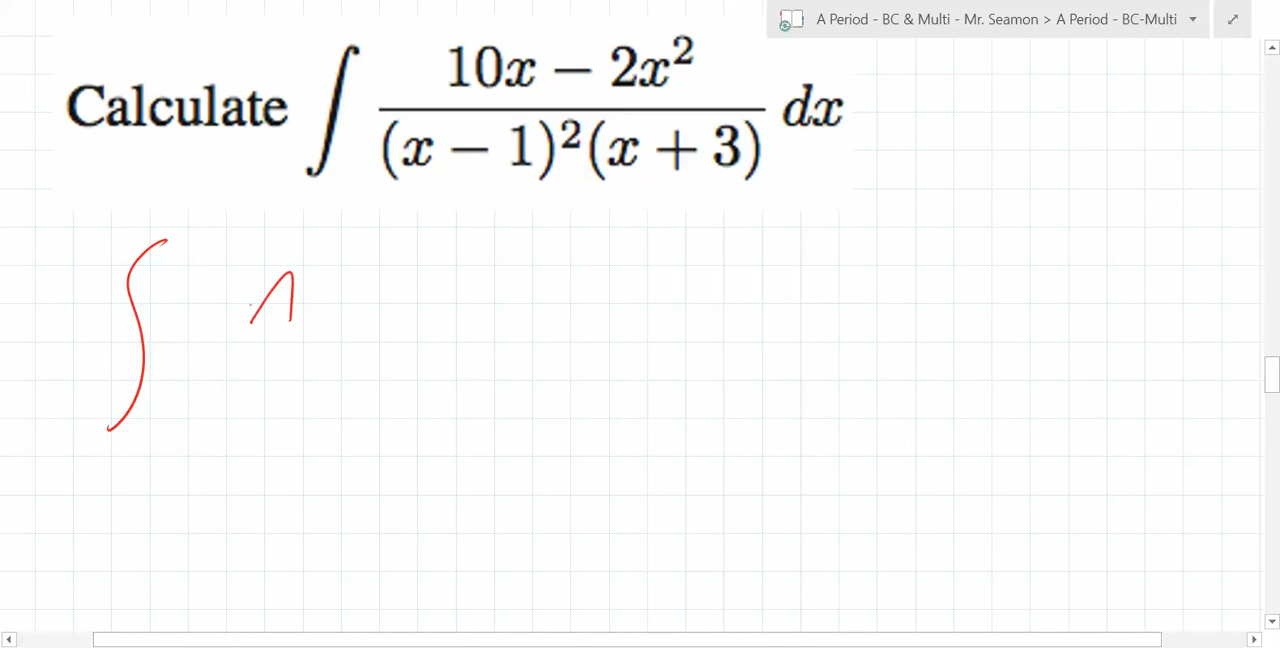 A Period - BC & Multi - Mr. Seamon > A Period - BC-Multi
Calculate ∫ (10x − 2x²) / ((x − 1)²(x + 3)) dx
∫